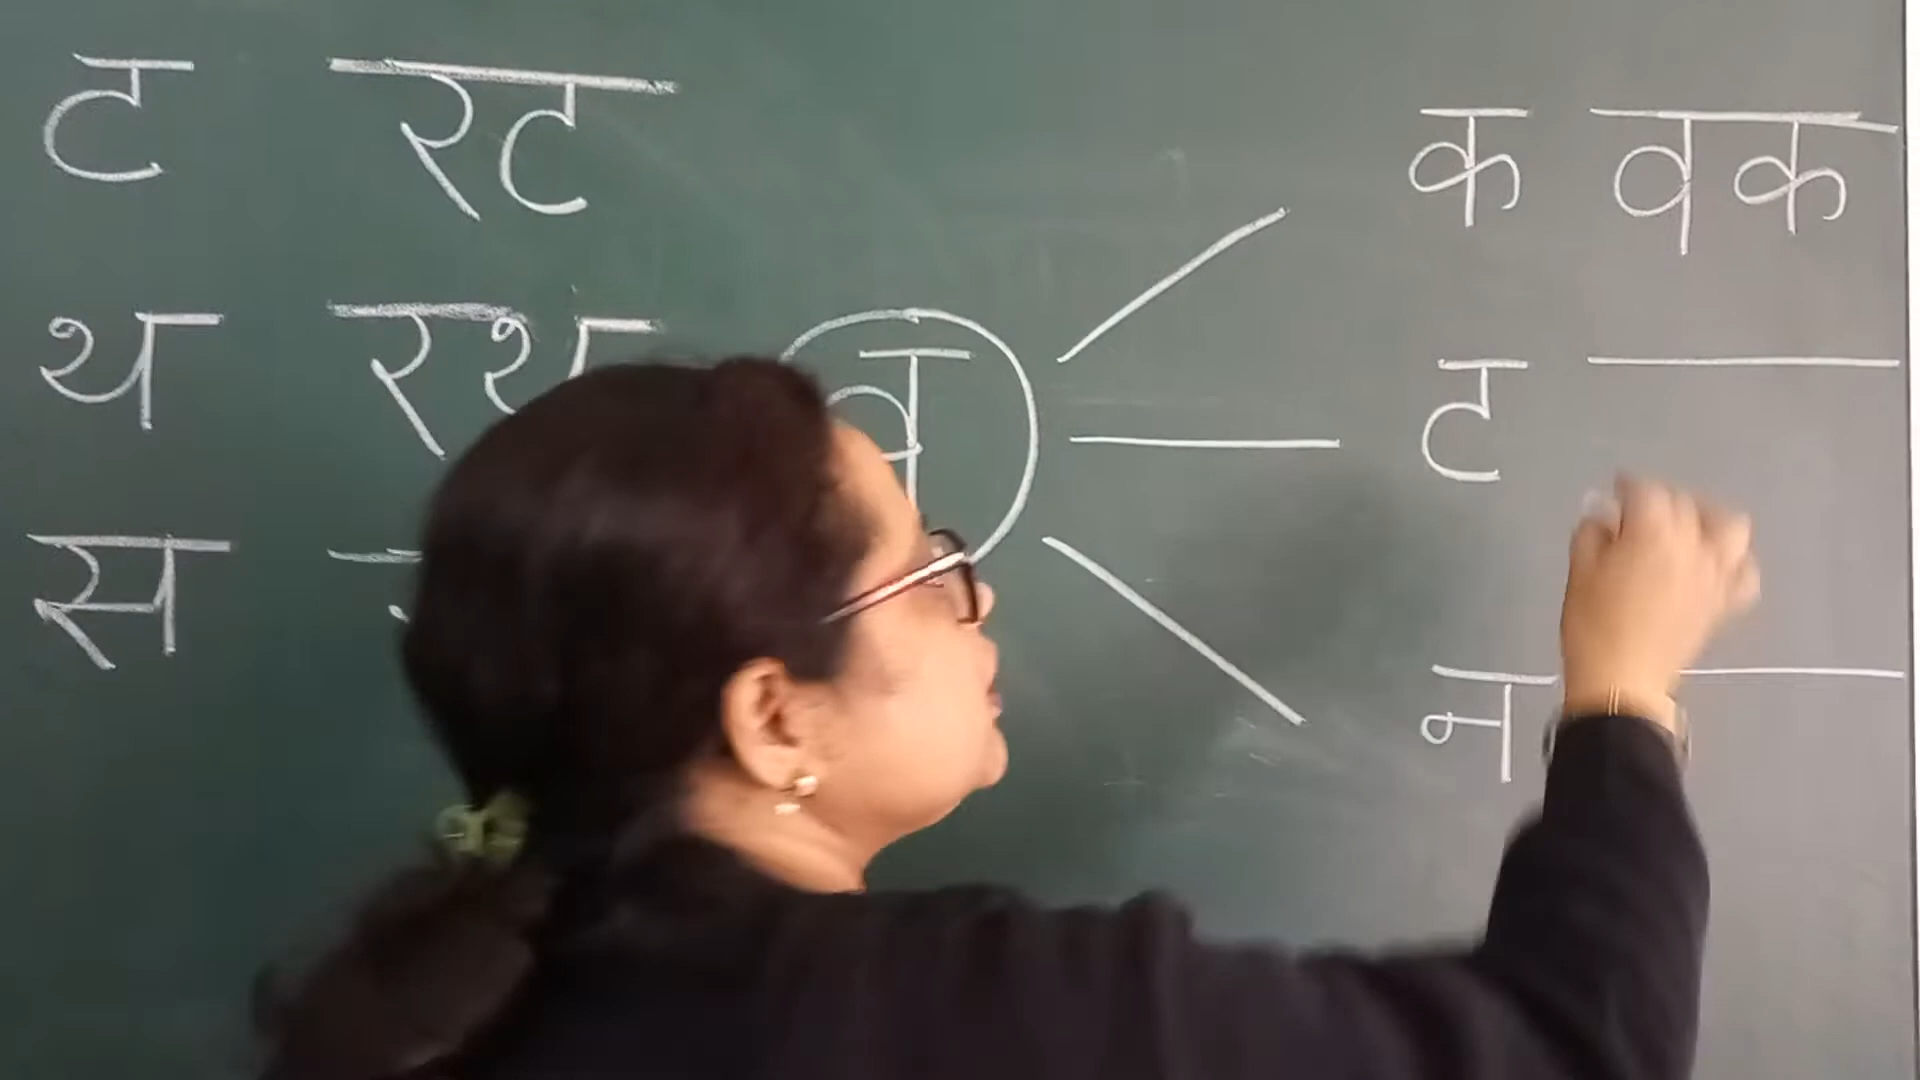 ट रट
थ रथ
स
व
क वक
ट
न